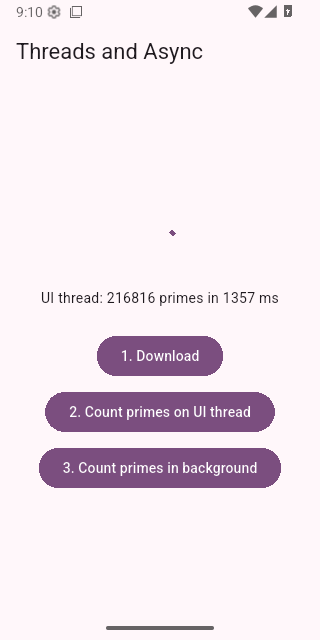 9:10
Threads and Async
UI thread: 216816 primes in 1357 ms
1. Download
2. Count primes on UI thread
3. Count primes in background